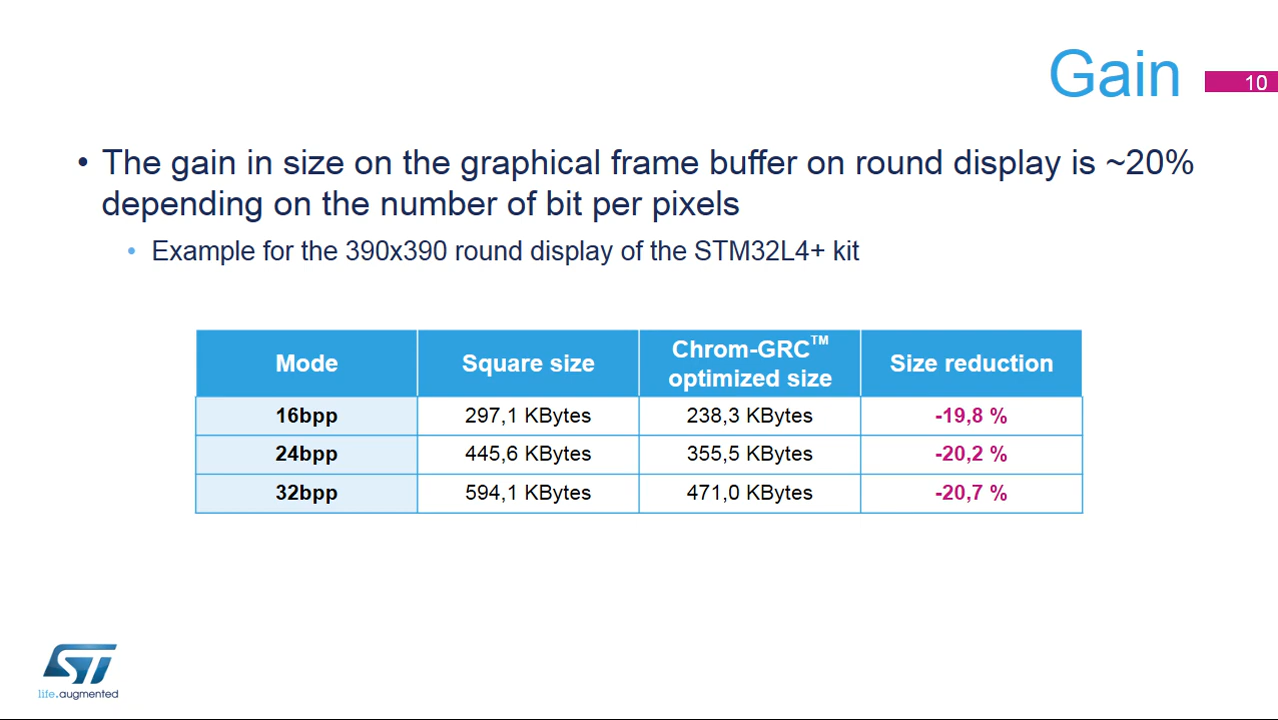 Gain
10
• The gain in size on the graphical frame buffer on round display is ~20%
depending on the number of bit per pixels
• Example for the 390x390 round display of the STM32L4+ kit
Mode Square size Chrom-GRC™ optimized size Size reduction
16bpp 297,1 KBytes 238,3 KBytes -19,8 %
24bpp 445,6 KBytes 355,5 KBytes -20,2 %
32bpp 594,1 KBytes 471,0 KBytes -20,7 %
ST
life.augmented